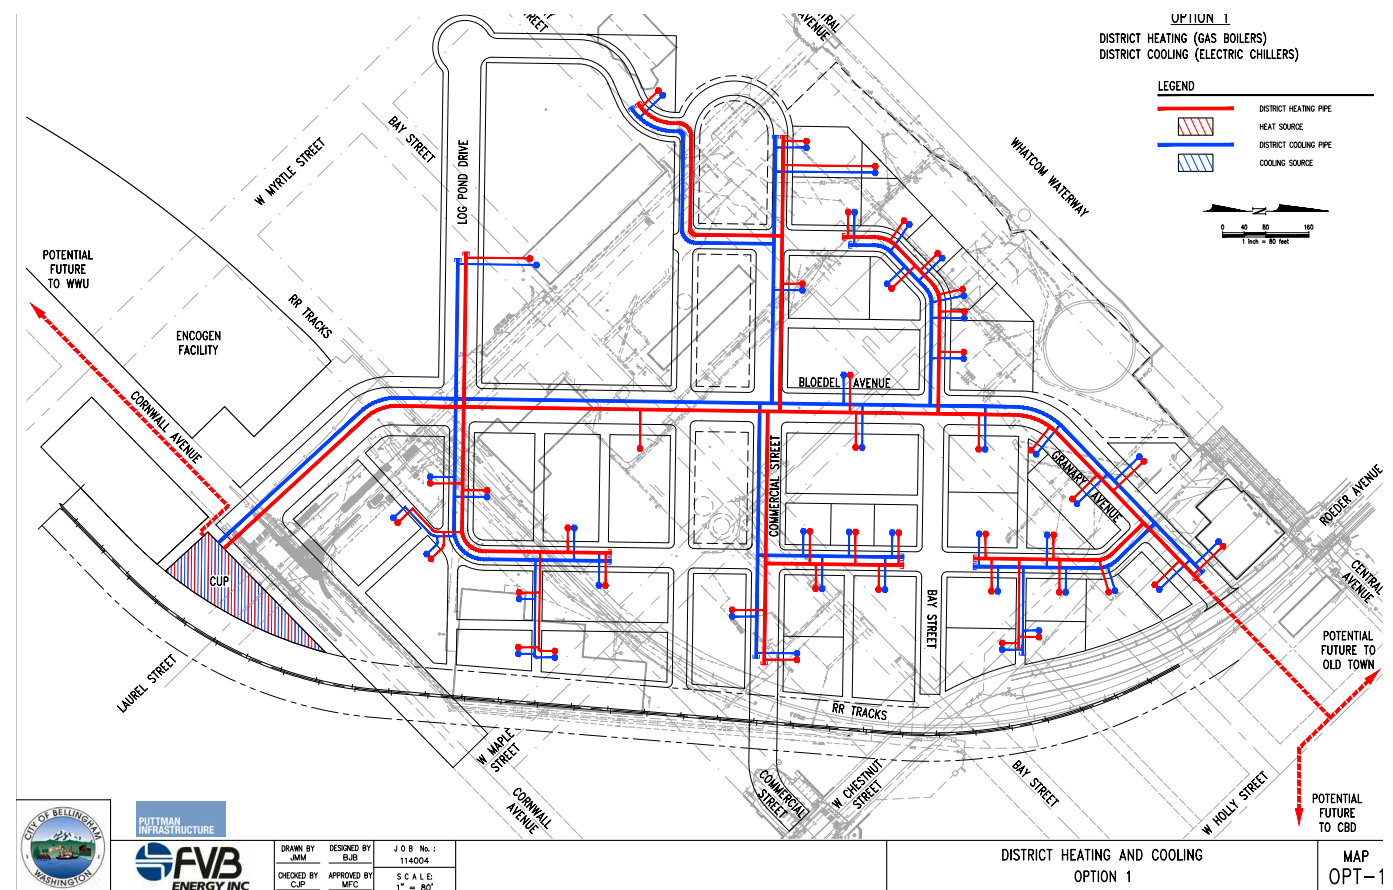 OPTION 1
DISTRICT HEATING (GAS BOILERS)
DISTRICT COOLING (ELECTRIC CHILLERS)
LEGEND
DISTRICT HEATING PIPE
HEAT SOURCE
DISTRICT COOLING PIPE
COOLING SOURCE
N
0 40 80 160
1 inch = 80 feet
CENTRAL
AVENUE
WHATCOM WATERWAY
W MYRTLE STREET
BAY STREET
LOG POND DRIVE
POTENTIAL
FUTURE
TO WWU
RR TRACKS
ENCOGEN
FACILITY
CORNWALL AVENUE
BLOEDEL AVENUE
COMMERCIAL STREET
GRANARY AVENUE
ROEDER AVENUE
CENTRAL
AVENUE
CUP
BAY STREET
LAUREL STREET
POTENTIAL
FUTURE TO
OLD TOWN
RR TRACKS
W MAPLE
STREET
CORNWALL
AVENUE
COMMERCIAL
STREET
W CHESTNUT
STREET
BAY STREET
W HOLLY STREET
POTENTIAL
FUTURE
TO CBD
CITY OF BELLINGHAM
WASHINGTON
PUTTMAN
INFRASTRUCTURE
FVB
ENERGY INC
DRAWN BY
JMM
DESIGNED BY
BJB
JOB No.:
114004
CHECKED BY
CJP
APPROVED BY
MFC
SCALE:
1" = 80'
DISTRICT HEATING AND COOLING
OPTION 1
MAP
OPT-1